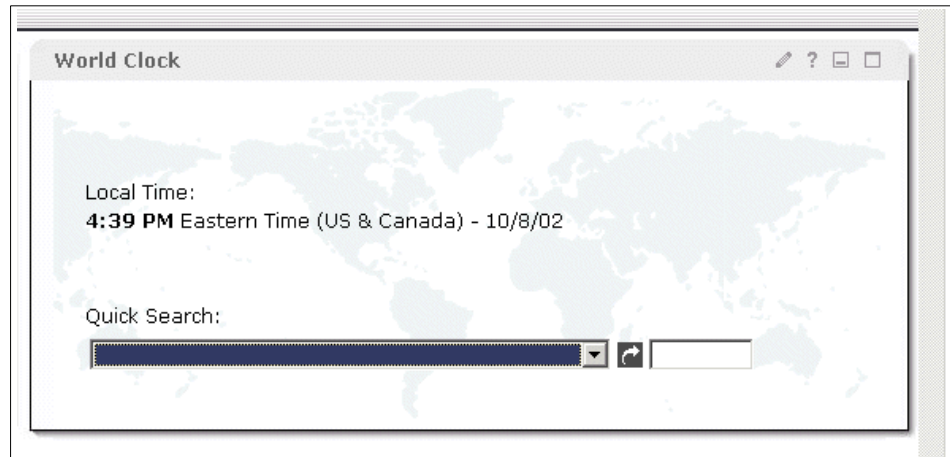 World Clock ?
Local Time:
4:39 PM Eastern Time (US & Canada) - 10/8/02
Quick Search: